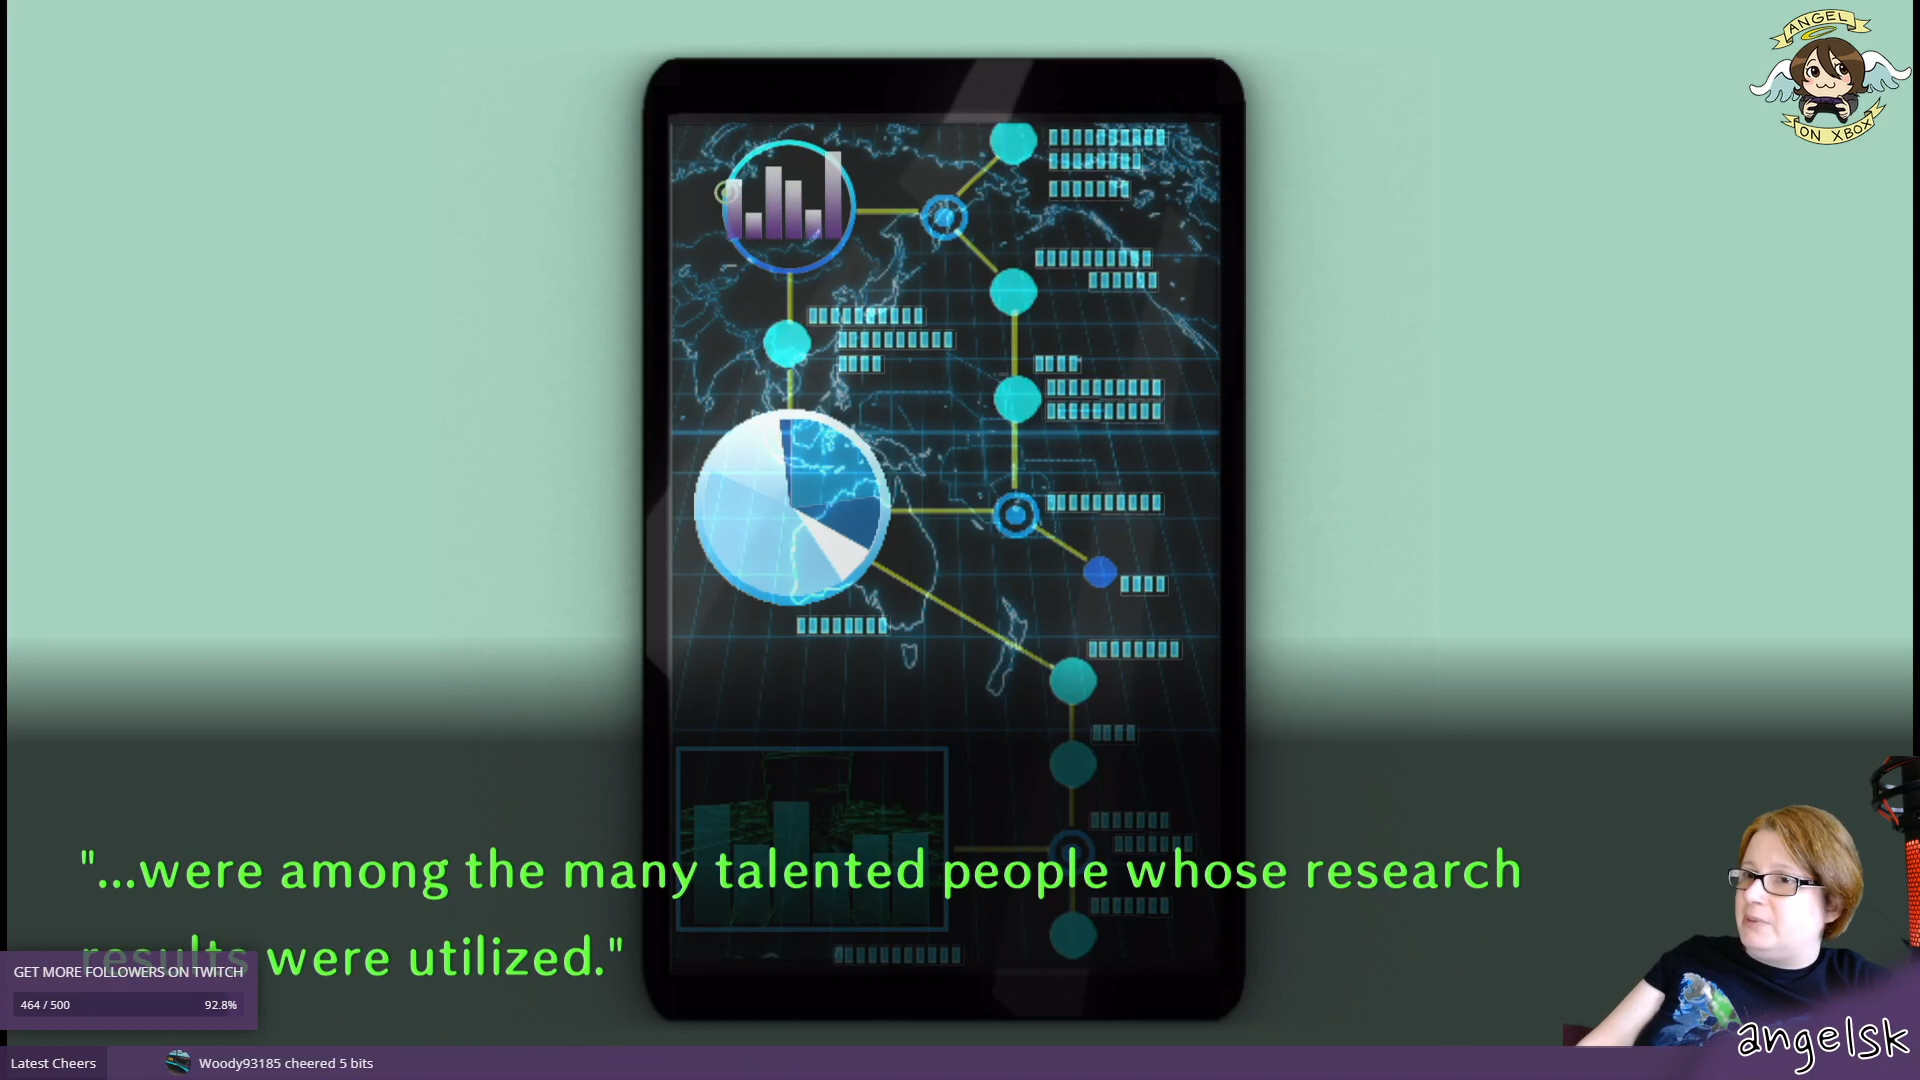 ANGEL
ON XBOX
"...were among the many talented people whose research
results were utilized."
GET MORE FOLLOWERS ON TWITCH
464 / 500 92.8%
angelsk
Latest Cheers Woody93185 cheered 5 bits